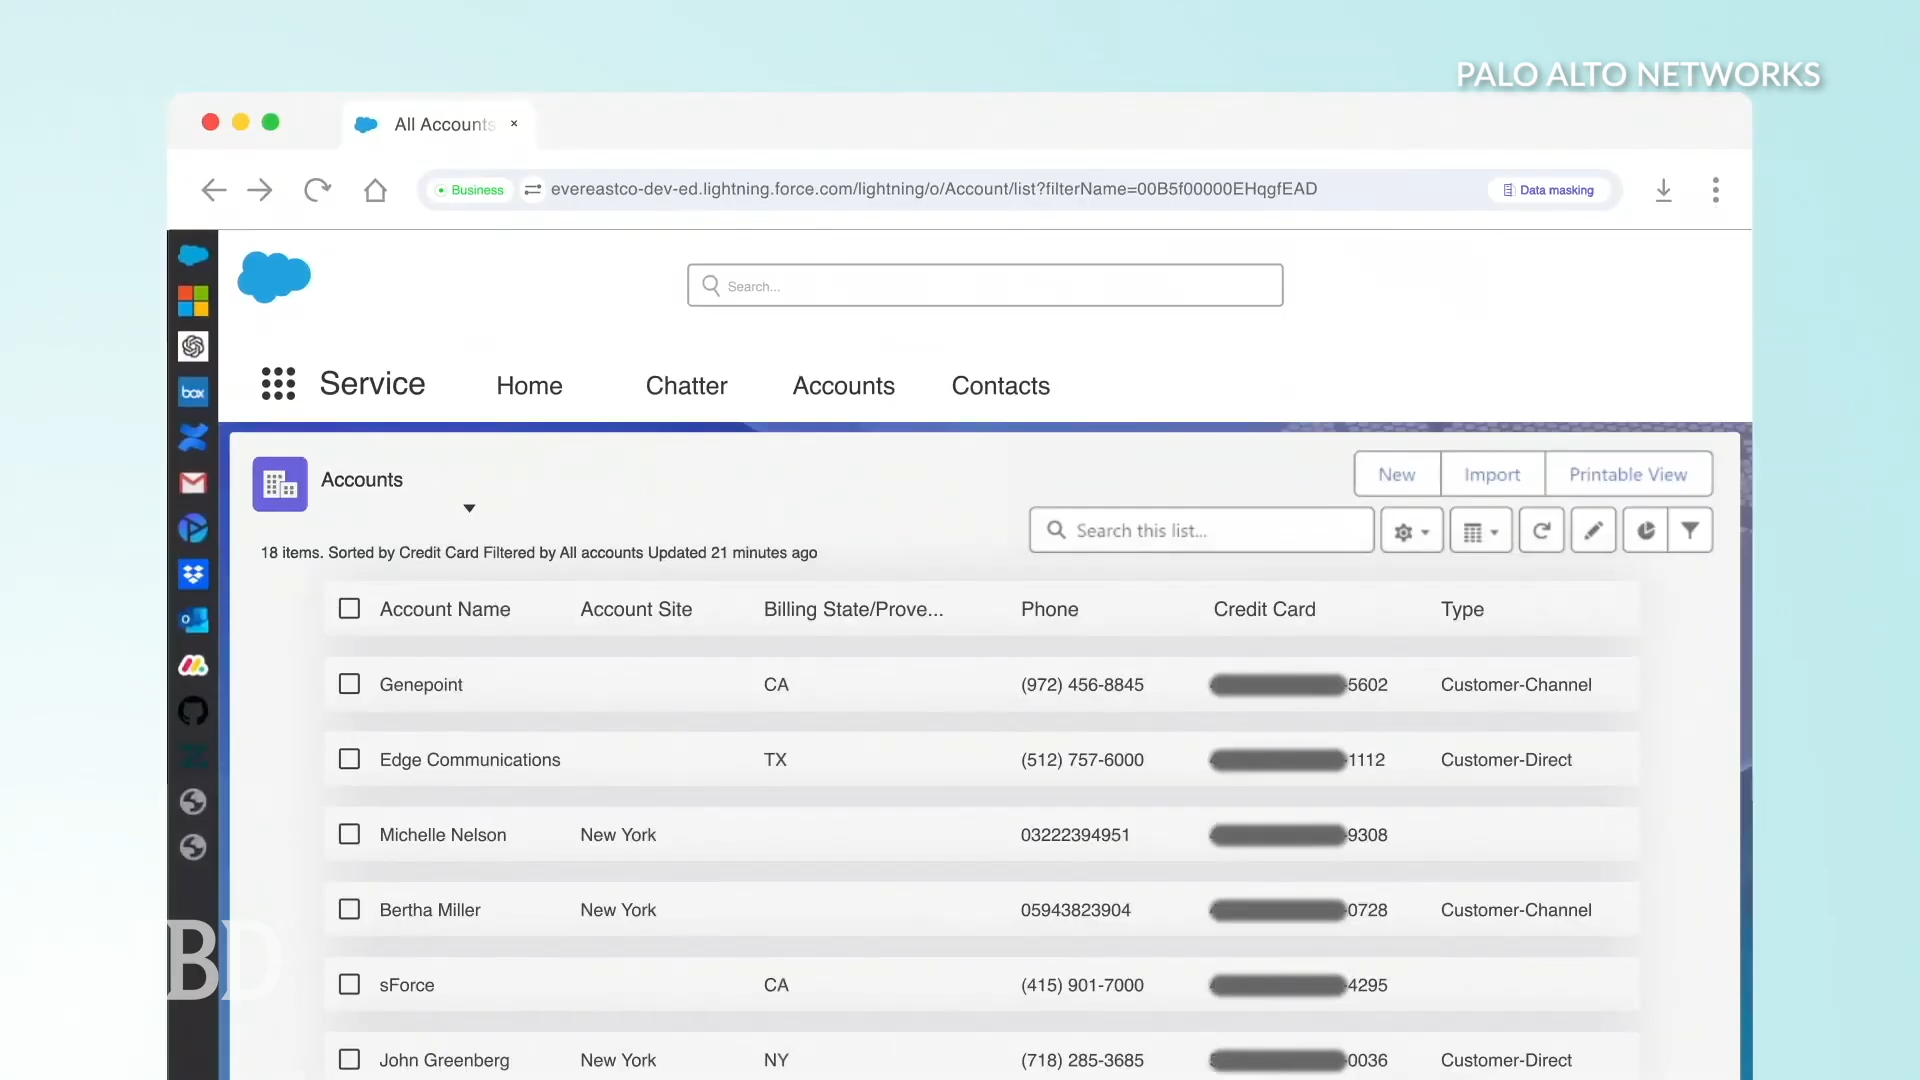 PALO ALTO NETWORKS
All Accounts ×
Business evereastco-dev-ed.lightning.force.com/lightning/o/Account/list?filterName=00B5f00000EHqgfEAD Data masking
Search...
box
Service Home Chatter Accounts Contacts
Accounts
New Import Printable View
Search this list...
18 items. Sorted by Credit Card Filtered by All accounts Updated 21 minutes ago
Account Name Account Site Billing State/Prove... Phone Credit Card Type
Genepoint CA (972) 456-8845 5602 Customer-Channel
Edge Communications TX (512) 757-6000 1112 Customer-Direct
Michelle Nelson New York 03222394951 9308
Bertha Miller New York 05943823904 0728 Customer-Channel
sForce CA (415) 901-7000 4295
John Greenberg New York NY (718) 285-3685 0036 Customer-Direct
BD